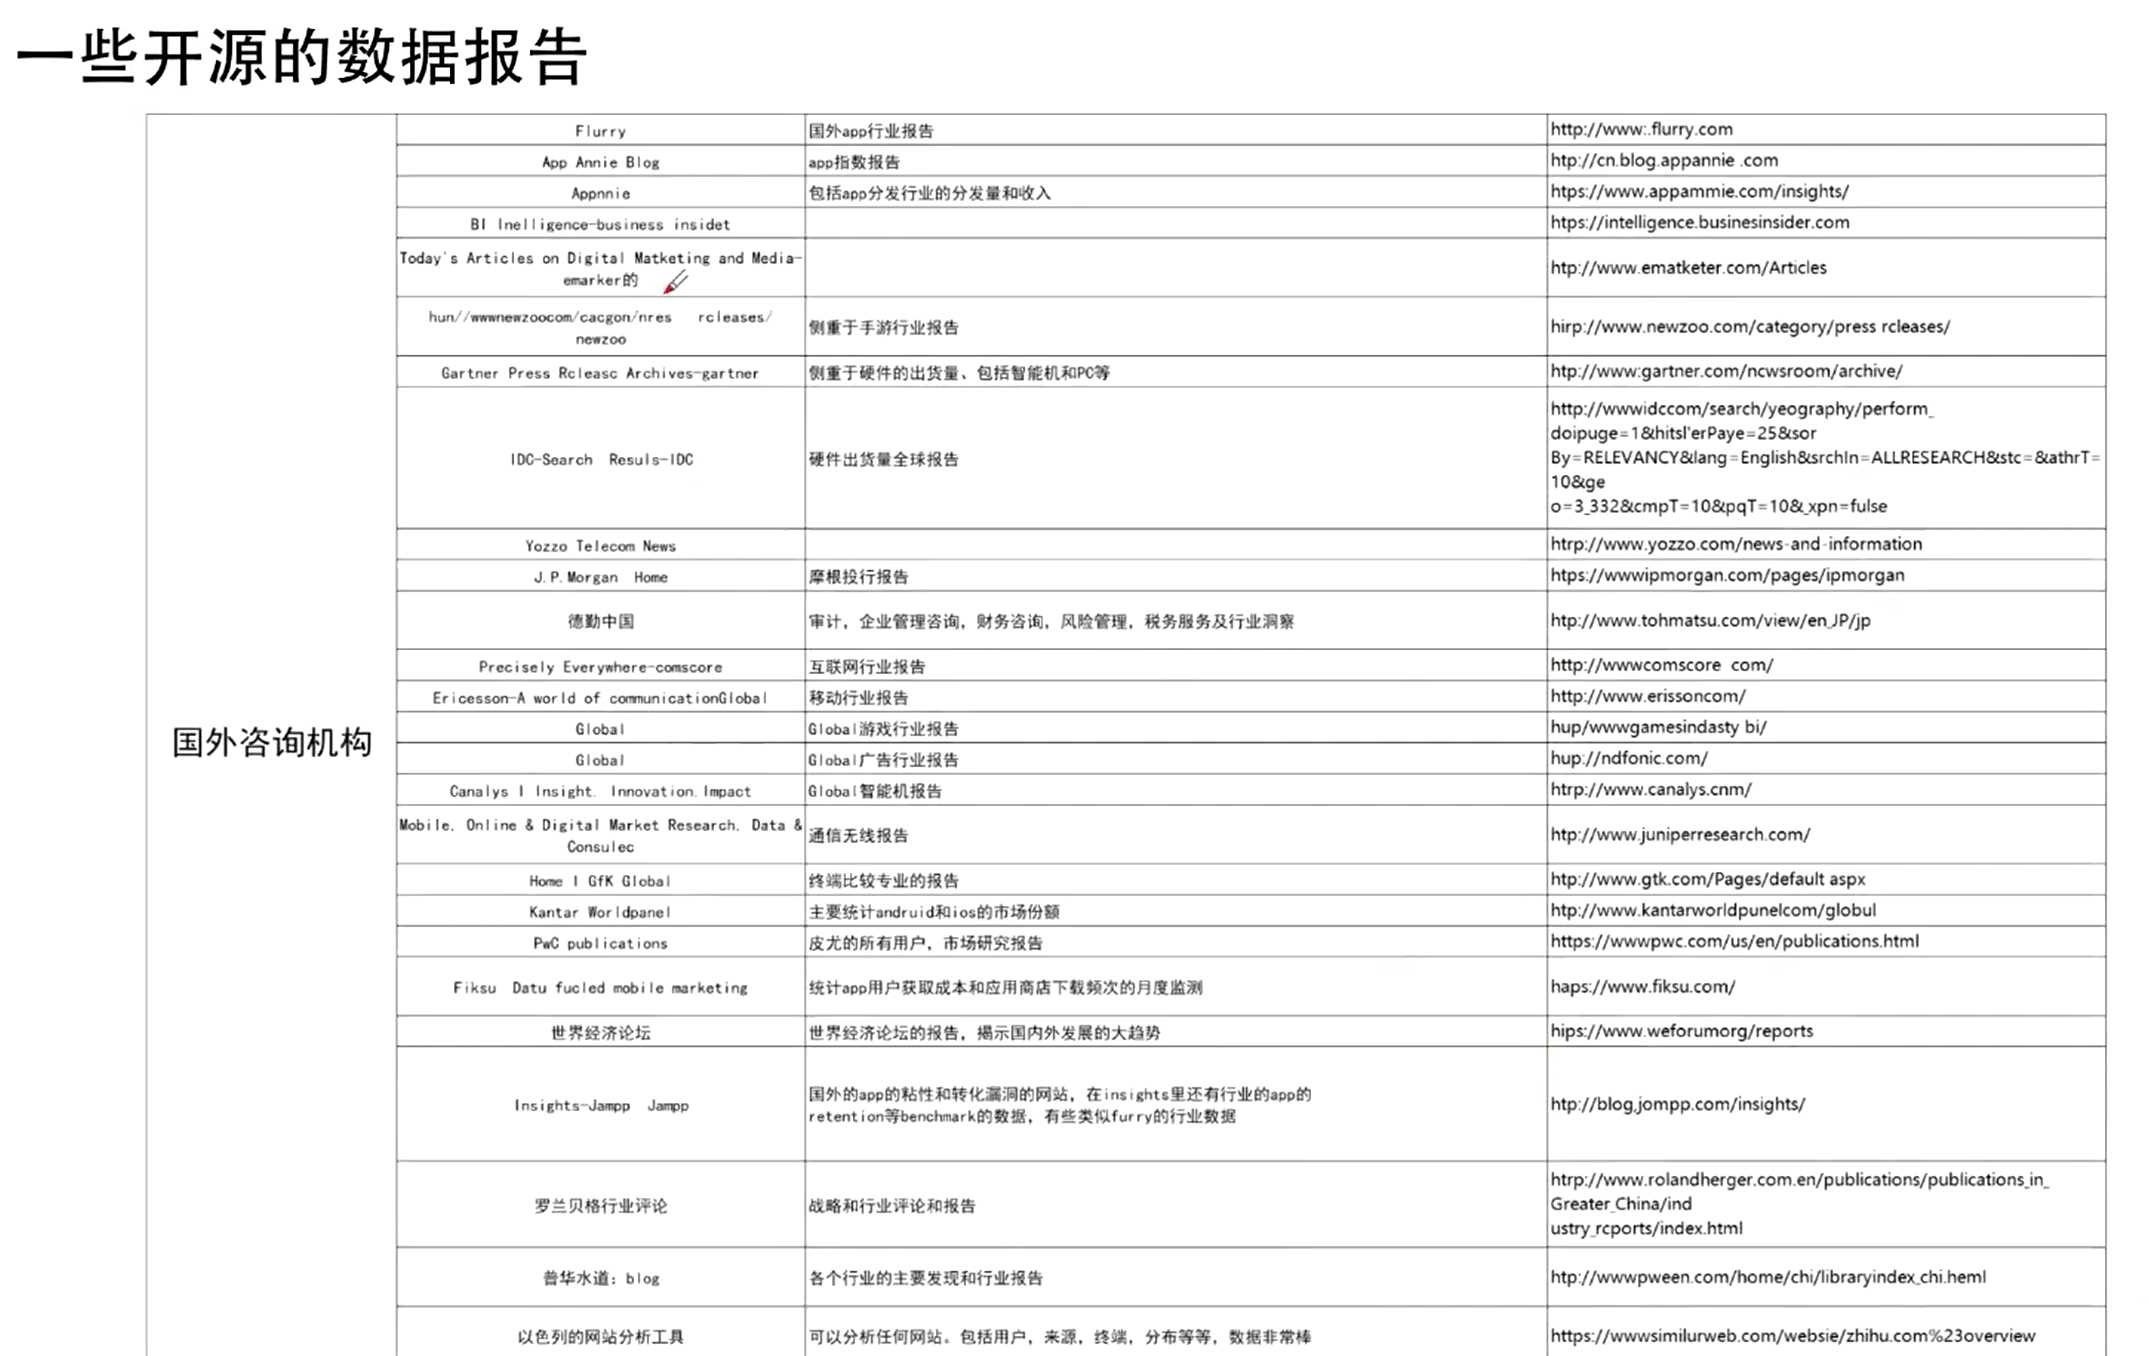 一些开源的数据报告
国外咨询机构
Flurry 国外app行业报告 http://www:.flurry.com
App Annie Blog app指数报告 htp://cn.blog.appannie .com
Appnnie 包括app分发行业的分发量和收入 https://www.appammie.com/insights/
BI Inelligence-business insidet https://intelligence.businesinsider.com
Today's Articles on Digital Matketing and Media-
emarker的
htp://www.ematketer.com/Articles
hun//wwwnewzoocom/cacgon/nres rcleases/
newzoo
侧重于手游行业报告
hirp://www.newzoo.com/category/press rcleases/
Gartner Press Rcleasc Archives-gartner 侧重于硬件的出货量、包括智能机和PC等 htp://www:gartner.com/ncwsroom/archive/
IDC-Search Resuls-IDC
硬件出货量全球报告
http://wwwidccom/search/yeography/perform_
doipuge=1&hitsl'erPaye=25&sor
By=RELEVANCY&lang=English&srchIn=ALLRESEARCH&stc=&athrT=
10&ge
o=3_332&cmpT=10&pqT=10&_xpn=fulse
Yozzo Telecom News htrp://www.yozzo.com/news-and-information
J.P.Morgan Home 摩根投行报告 https://wwwipmorgan.com/pages/ipmorgan
德勤中国 审计，企业管理咨询，财务咨询，风险管理，税务服务及行业洞察 htp://www.tohmatsu.com/view/en_JP/jp
Precisely Everywhere-comscore 互联网行业报告 http://wwwcomscore com/
Ericesson-A world of communicationGlobal 移动行业报告 http://www.erissoncom/
Global Global游戏行业报告 hup/wwwgamesindasty bi/
Global Global广告行业报告 hup://ndfonic.com/
Canalys I Insight. Innovation.Impact Global智能机报告 htrp://www.canalys.cnm/
Mobile, Online & Digital Market Research, Data &
Consulec
通信无线报告
htp://www.juniperresearch.com/
Home I GfK Global 终端比较专业的报告 htp://www.gtk.com/Pages/default aspx
Kantar Worldpanel 主要统计andruid和ios的市场份额 htp://www.kantarworldpunelcom/globul
PwC publications 皮尤的所有用户，市场研究报告 https://wwwpwc.com/us/en/publications.html
Fiksu Datu fucled mobile marketing 统计app用户获取成本和应用商店下载频次的月度监测 haps://www.fiksu.com/
世界经济论坛 世界经济论坛的报告，揭示国内外发展的大趋势 hips://www.weforumorg/reports
Insights-Jampp Jampp
国外的app的粘性和转化漏洞的网站，在insights里还有行业的app的
retention等benchmark的数据，有些类似furry的行业数据
htp://blog,jompp.com/insights/
罗兰贝格行业评论
战略和行业评论和报告
htrp://www.rolandherger.com.en/publications/publications_in_
Greater_China/ind
ustry_rcports/index.html
普华水道：blog 各个行业的主要发现和行业报告 htp://wwwpween.com/home/chi/libraryindex_chi.heml
以色列的网站分析工具 可以分析任何网站。包括用户，来源，终端，分布等等，数据非常棒 https://wwwsimilurweb.com/websie/zhihu.com%23overview